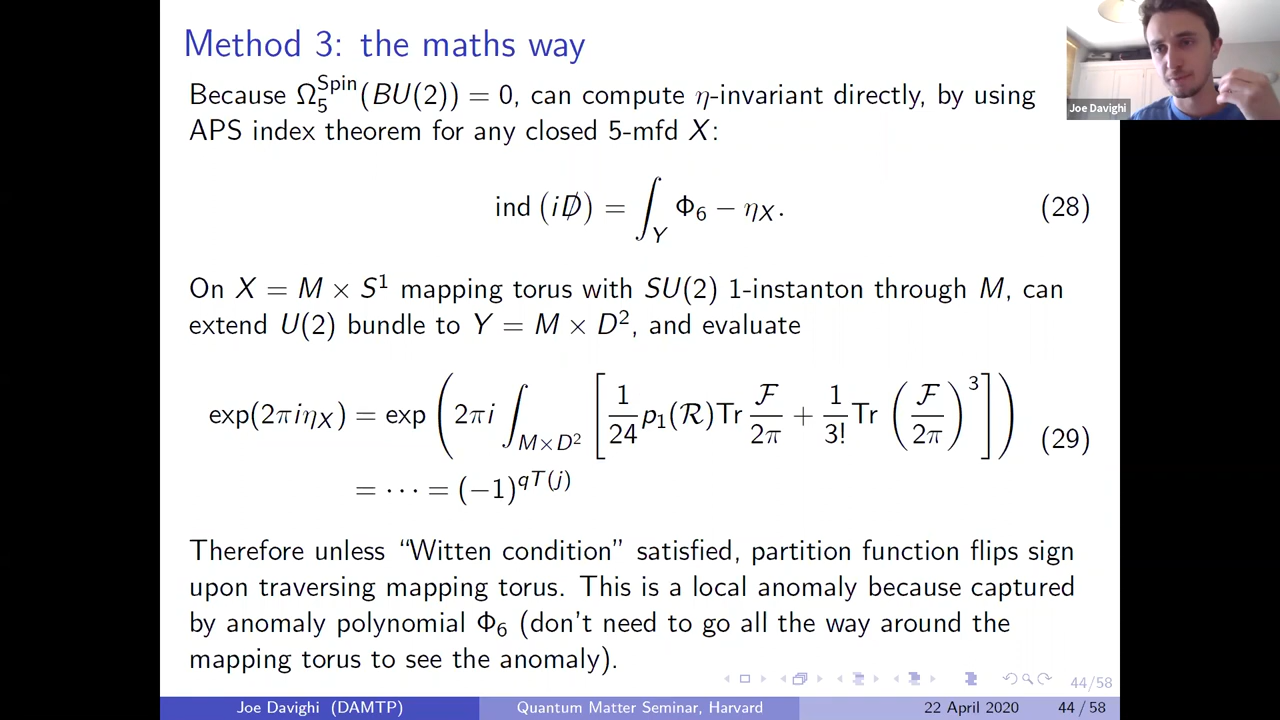 Method 3: the maths way
Because Ω₅^Spin(BU(2)) = 0, can compute η-invariant directly, by using
APS index theorem for any closed 5-mfd X:
ind (iD̸) = ∫_Y Φ₆ − η_X. (28)
On X = M × S¹ mapping torus with SU(2) 1-instanton through M, can
extend U(2) bundle to Y = M × D², and evaluate
exp(2πiη_X) = exp (2πi ∫_{M×D²} [1/24 p₁(ℛ)Tr ℱ/2π + 1/3! Tr (ℱ/2π)³]) (29)
= ⋯ = (−1)^{qT(j)}
Therefore unless “Witten condition” satisfied, partition function flips sign
upon traversing mapping torus. This is a local anomaly because captured
by anomaly polynomial Φ₆ (don't need to go all the way around the
mapping torus to see the anomaly).
44/58
Joe Davighi (DAMTP) Quantum Matter Seminar, Harvard 22 April 2020 44 / 58
Joe Davighi